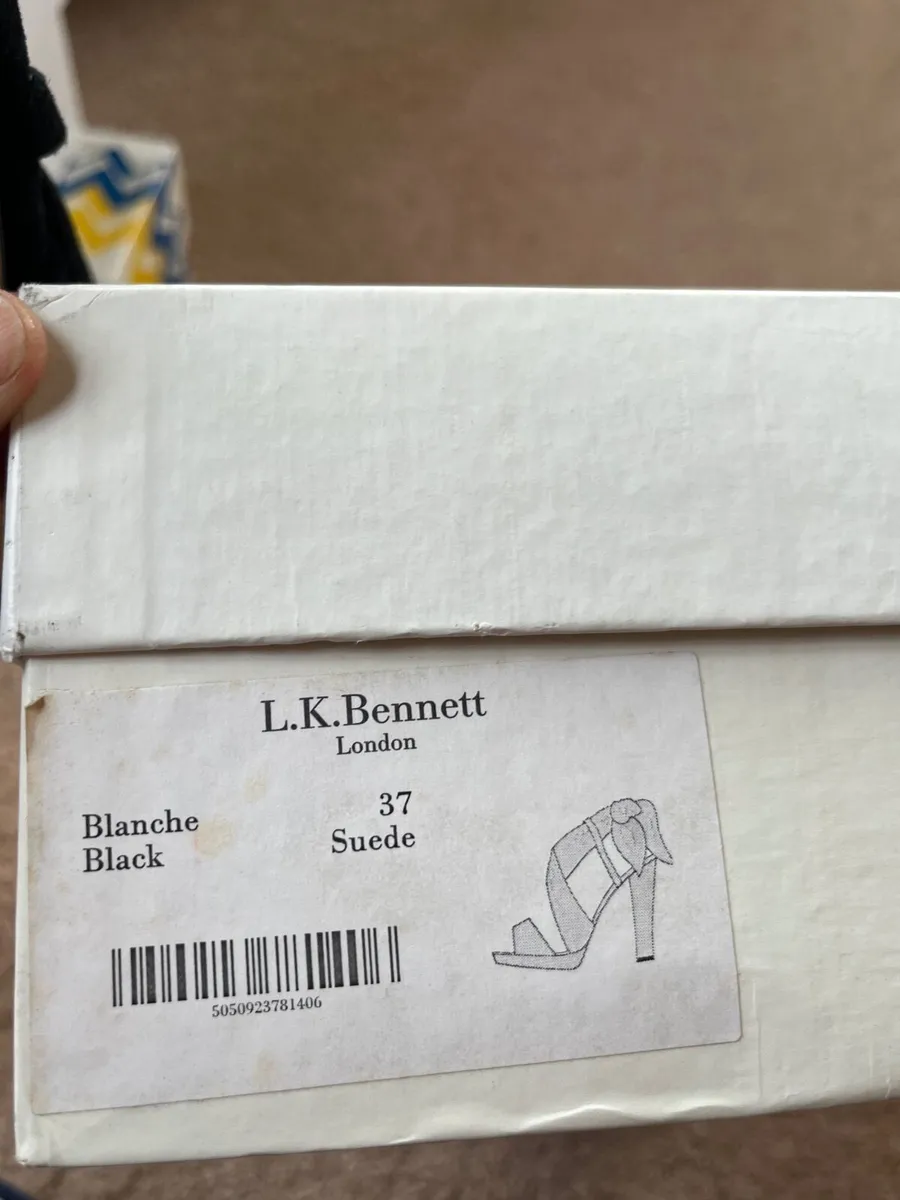 L.K.Bennett
London
Blanche 37
Black Suede
5050923781406